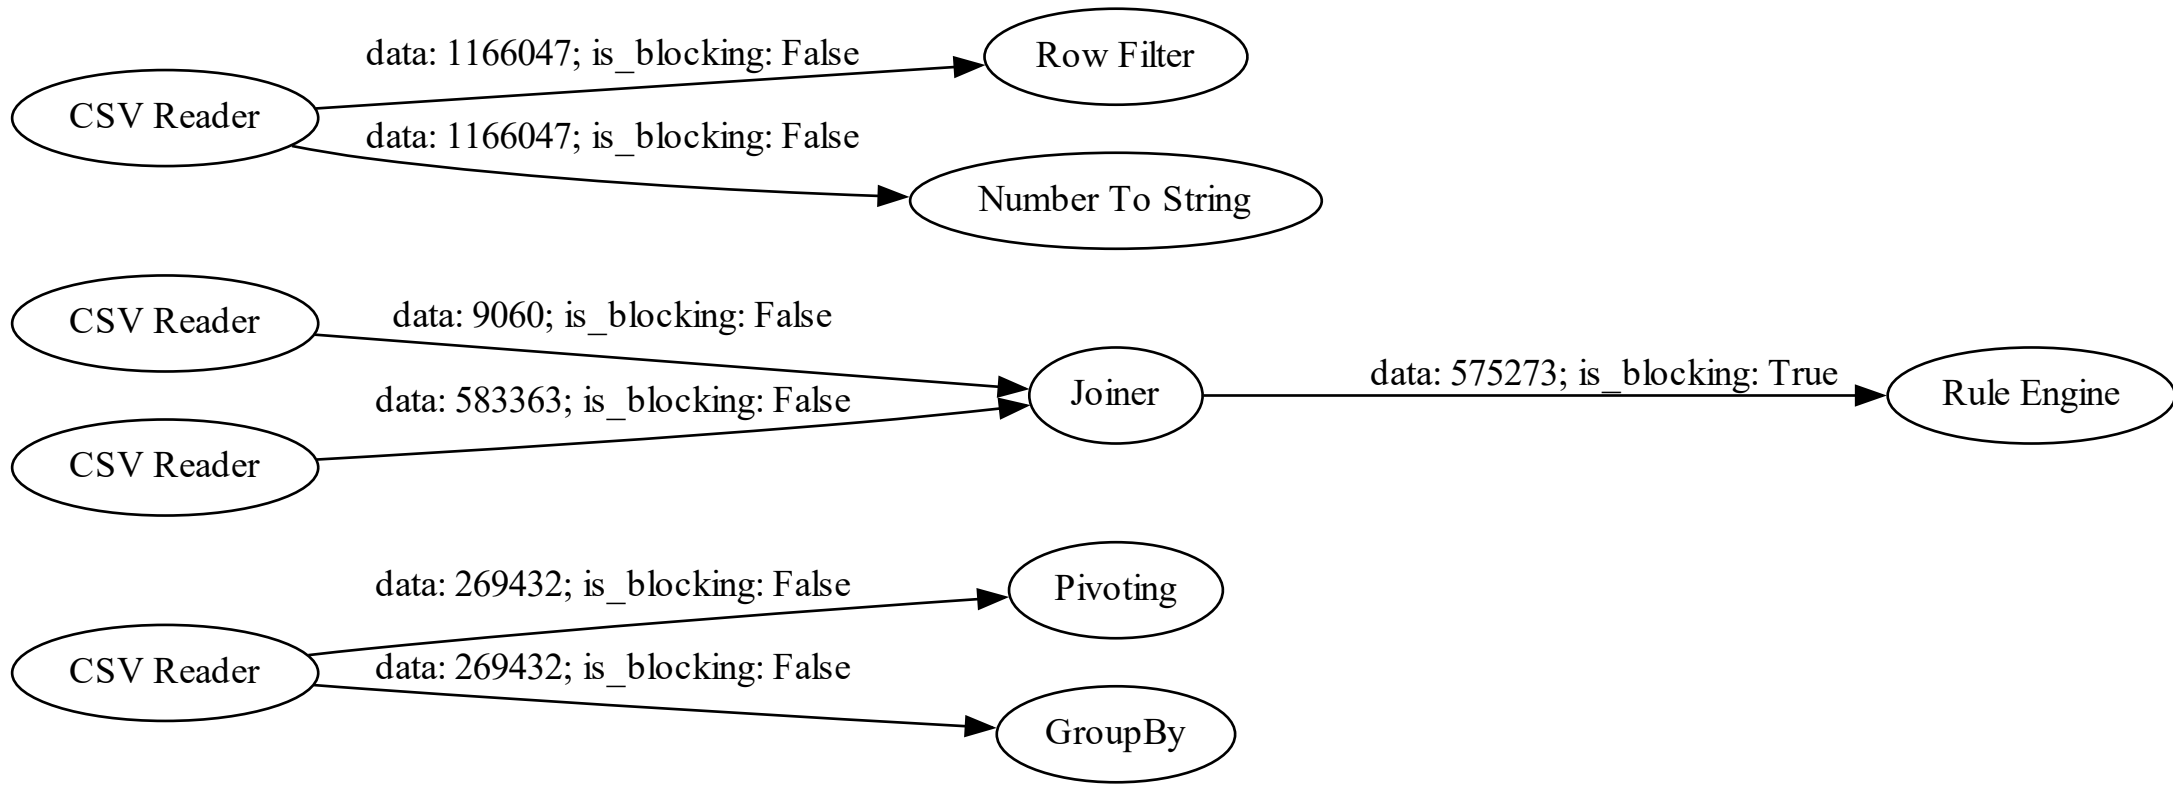 CSV Reader
data: 1166047; is_blocking: False
Row Filter
data: 1166047; is_blocking: False
Number To String
CSV Reader
data: 9060; is_blocking: False
CSV Reader
data: 583363; is_blocking: False
Joiner
data: 575273; is_blocking: True
Rule Engine
CSV Reader
data: 269432; is_blocking: False
Pivoting
data: 269432; is_blocking: False
GroupBy